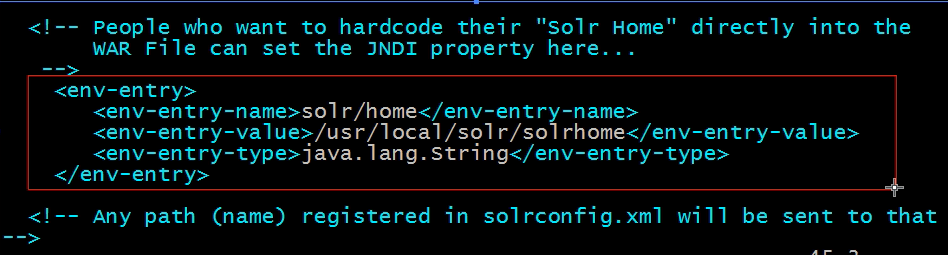 <!-- People who want to hardcode their "Solr Home" directly into the
WAR File can set the JNDI property here...
-->
<env-entry>
<env-entry-name>solr/home</env-entry-name>
<env-entry-value>/usr/local/solr/solrhome</env-entry-value>
<env-entry-type>java.lang.String</env-entry-type>
</env-entry>
<!-- Any path (name) registered in solrconfig.xml will be sent to that
-->